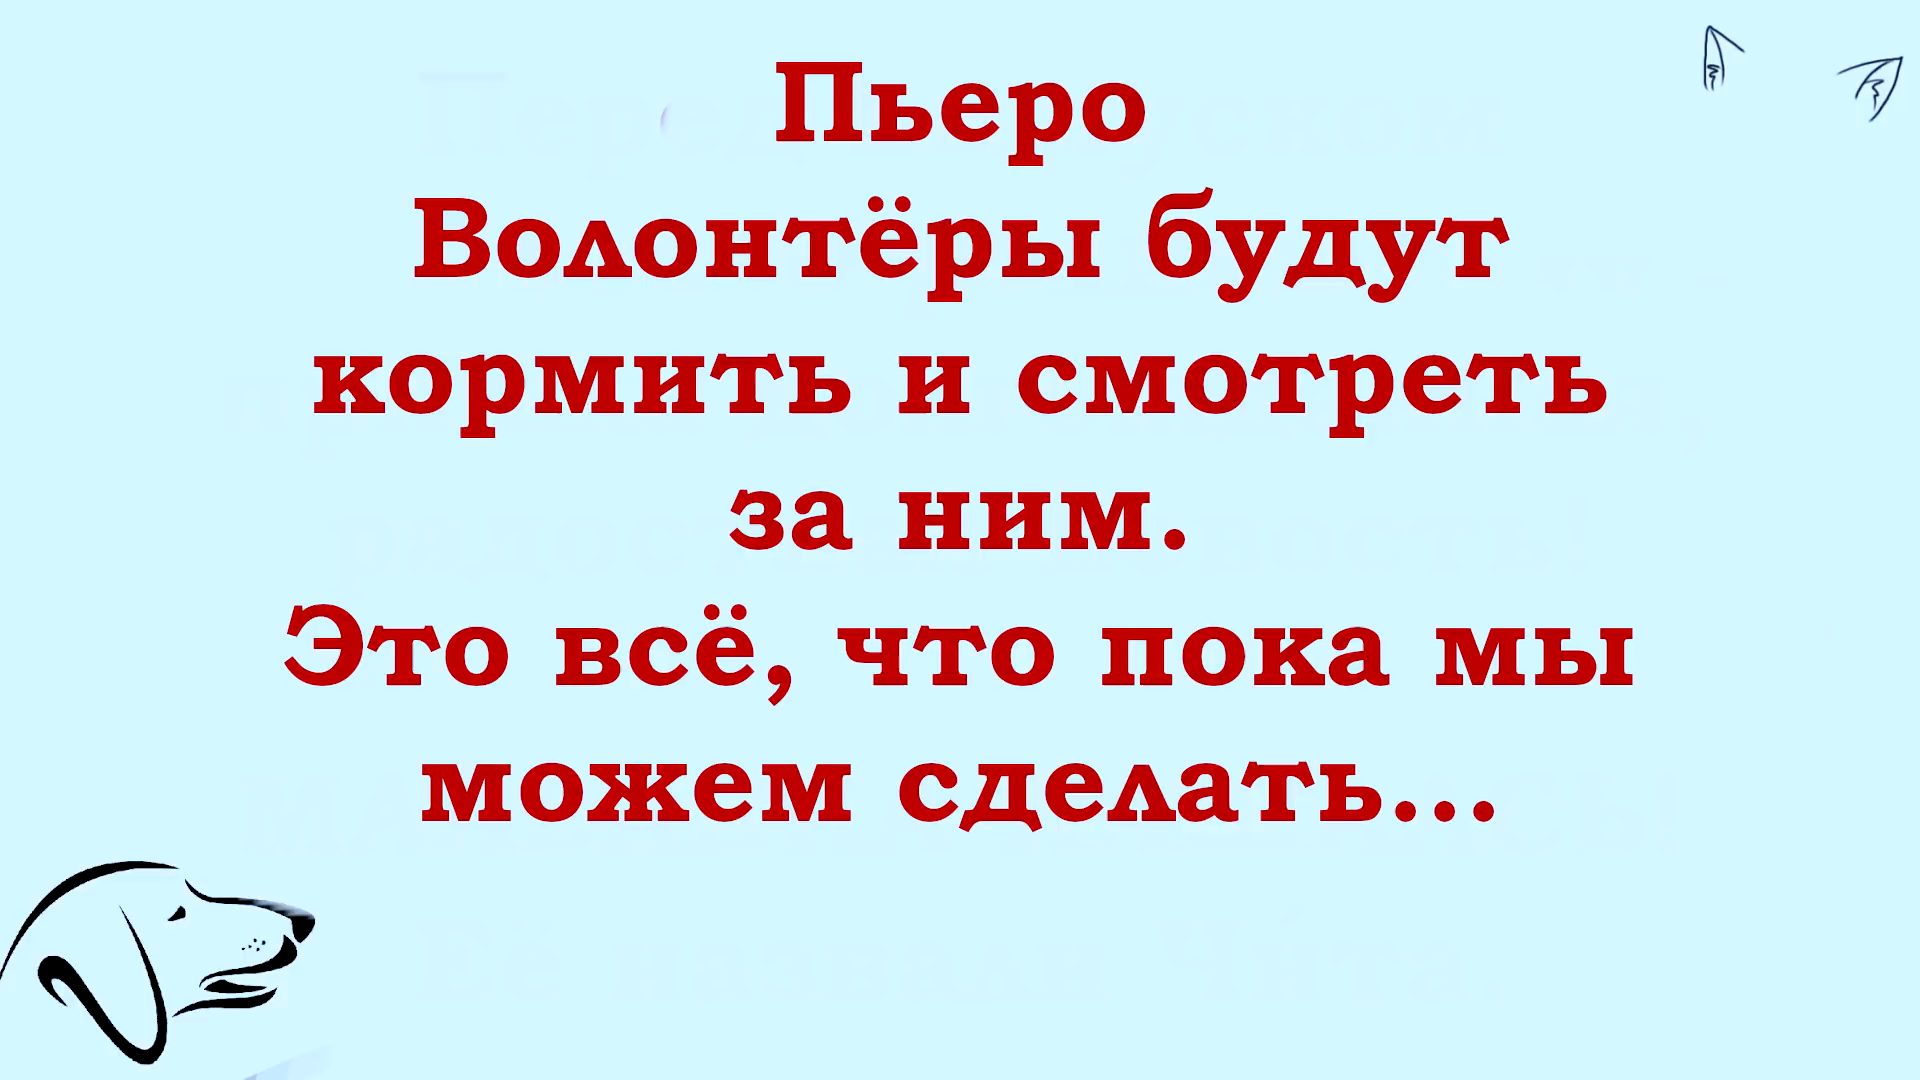 Пьеро
Волонтёры будут
кормить и смотреть
за ним.
Это всё, что пока мы
можем сделать...